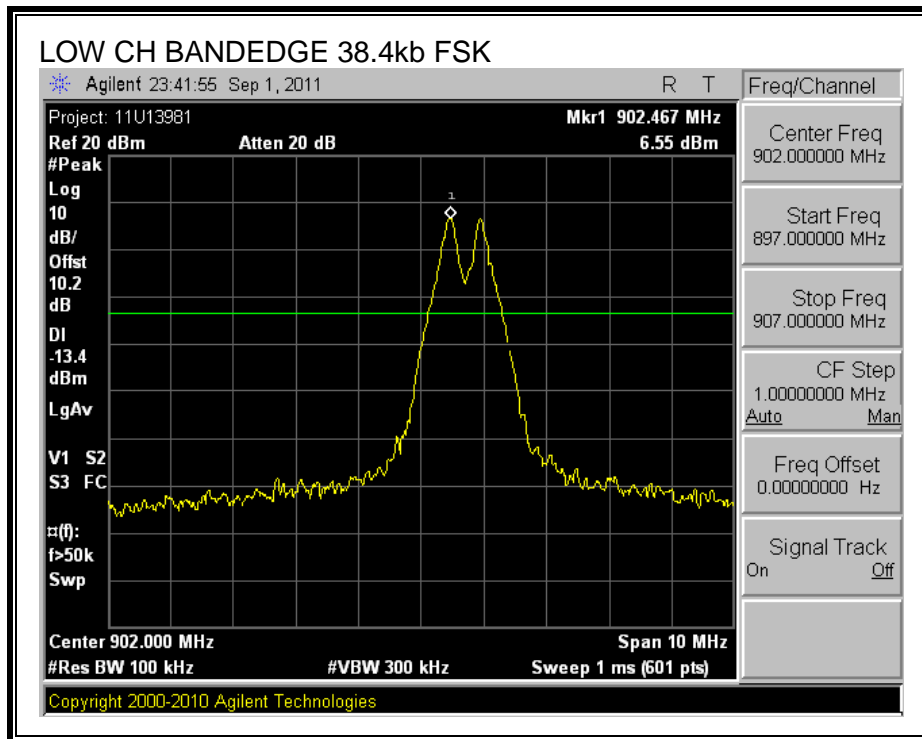 LOW CH BANDEDGE 38.4kb FSK
Agilent 23:41:55 Sep 1, 2011 R T
Project: 11U13981 Mkr1 902.467 MHz
Ref 20 dBm Atten 20 dB 6.55 dBm
#Peak
Log
10
dB/
Offst
10.2
dB
DI
-13.4
dBm
LgAv
V1 S2
S3 FC
¤(f):
f>50k
Swp
1
Center 902.000 MHz Span 10 MHz
#Res BW 100 kHz #VBW 300 kHz Sweep 1 ms (601 pts)
Copyright 2000-2010 Agilent Technologies
Freq/Channel
Center Freq
902.000000 MHz
Start Freq
897.000000 MHz
Stop Freq
907.000000 MHz
CF Step
1.00000000 MHz
Auto Man
Freq Offset
0.00000000 Hz
Signal Track
On Off